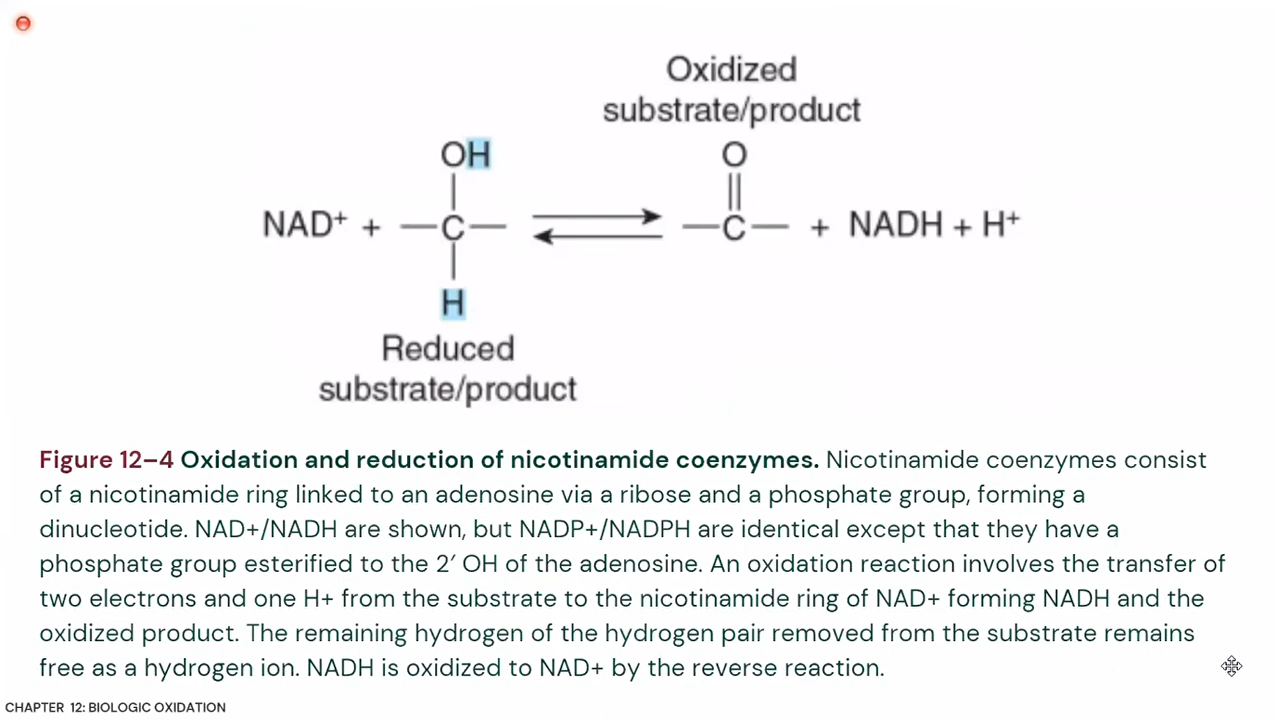 Oxidized
substrate/product
OH
O
NAD⁺ + —C— —C— + NADH + H⁺
H
Reduced
substrate/product
Figure 12–4 Oxidation and reduction of nicotinamide coenzymes. Nicotinamide coenzymes consist
of a nicotinamide ring linked to an adenosine via a ribose and a phosphate group, forming a
dinucleotide. NAD+/NADH are shown, but NADP+/NADPH are identical except that they have a
phosphate group esterified to the 2′ OH of the adenosine. An oxidation reaction involves the transfer of
two electrons and one H+ from the substrate to the nicotinamide ring of NAD+ forming NADH and the
oxidized product. The remaining hydrogen of the hydrogen pair removed from the substrate remains
free as a hydrogen ion. NADH is oxidized to NAD+ by the reverse reaction.
CHAPTER 12: BIOLOGIC OXIDATION